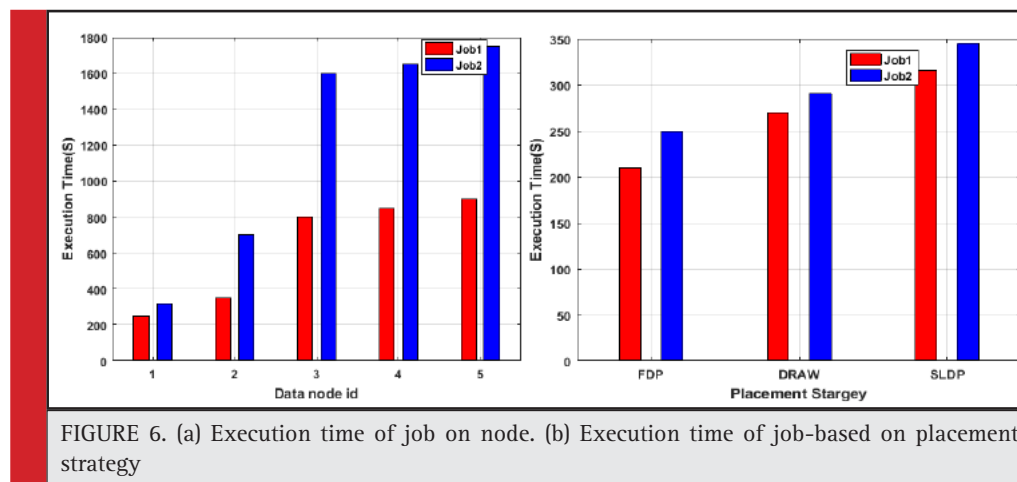 1800
1600
1400
1200
1000
800
600
400
200
0
Execution Time(S)
Job1
Job2
1 2 3 4 5
Data node id
350
300
250
200
150
100
50
0
Execution Time(S)
Job1
Job2
FDP DRAW SLDP
Placement Stargey
FIGURE 6. (a) Execution time of job on node. (b) Execution time of job-based on placement
strategy